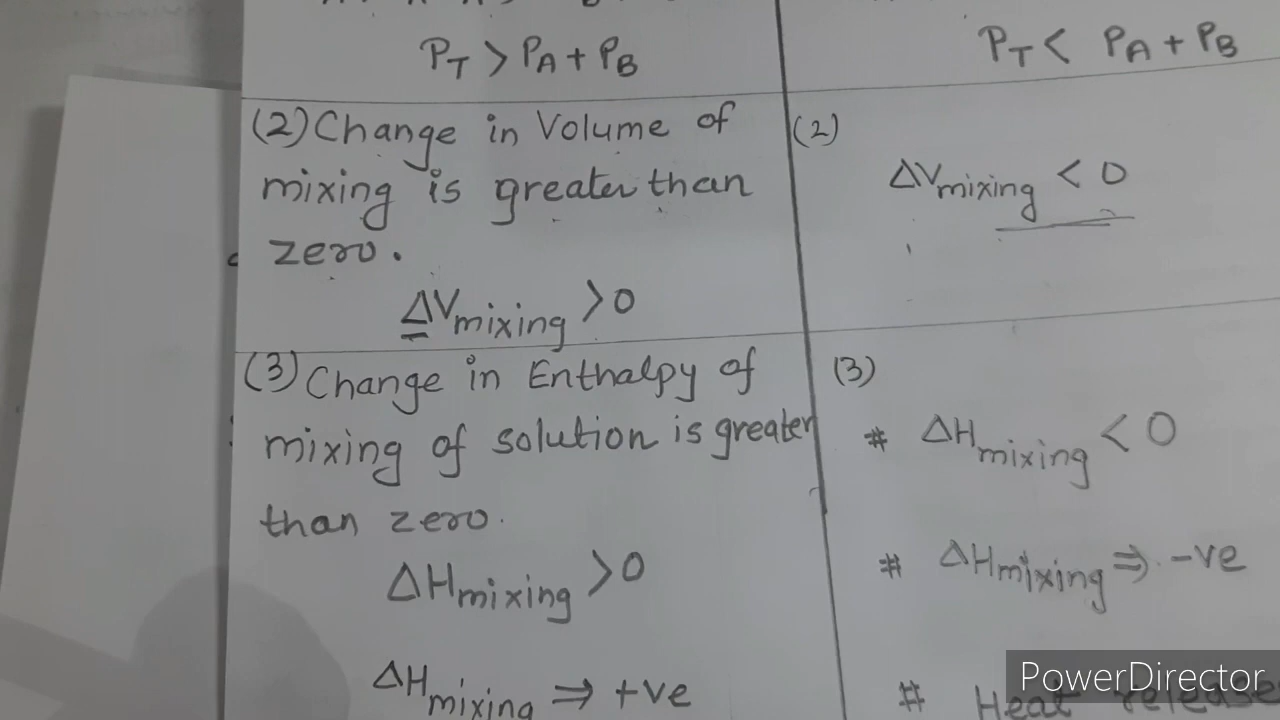 PT > PA + PB
(2) Change in Volume of
mixing is greater than
zero.
ΔVmixing > 0
(3) Change in Enthalpy of
mixing of solution is greater
than zero.
ΔHmixing > 0
ΔHmixing ⇒ +ve
PT < PA + PB
(2)
ΔVmixing < 0
(3)
# ΔHmixing < 0
# ΔHmixing ⇒ -ve
# Heat release
PowerDirector